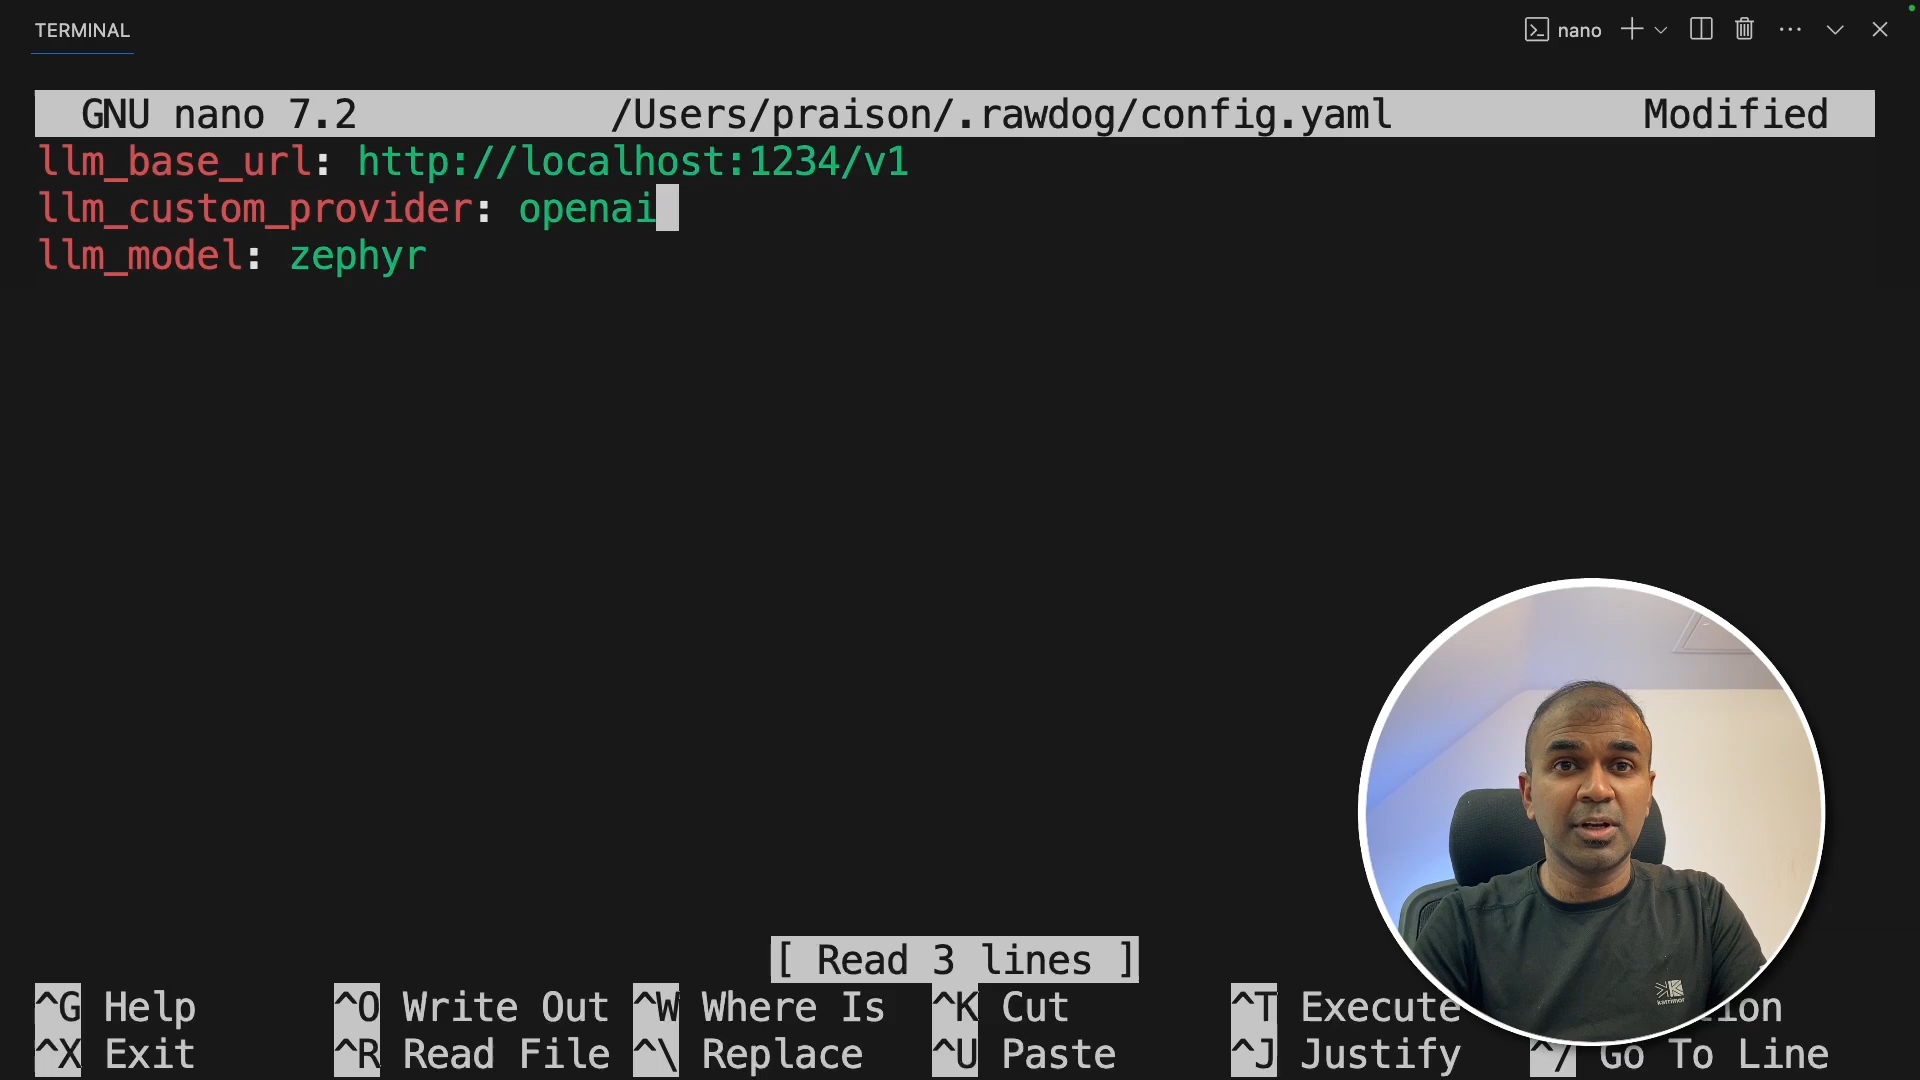 TERMINAL
nano
GNU nano 7.2 /Users/praison/.rawdog/config.yaml Modified
llm_base_url: http://localhost:1234/v1
llm_custom_provider: openai
llm_model: zephyr
[ Read 3 lines ]
^G Help ^O Write Out ^W Where Is ^K Cut ^T Execute
^X Exit ^R Read File ^\ Replace ^U Paste ^J Justify ^/ Go To Line
karrimor